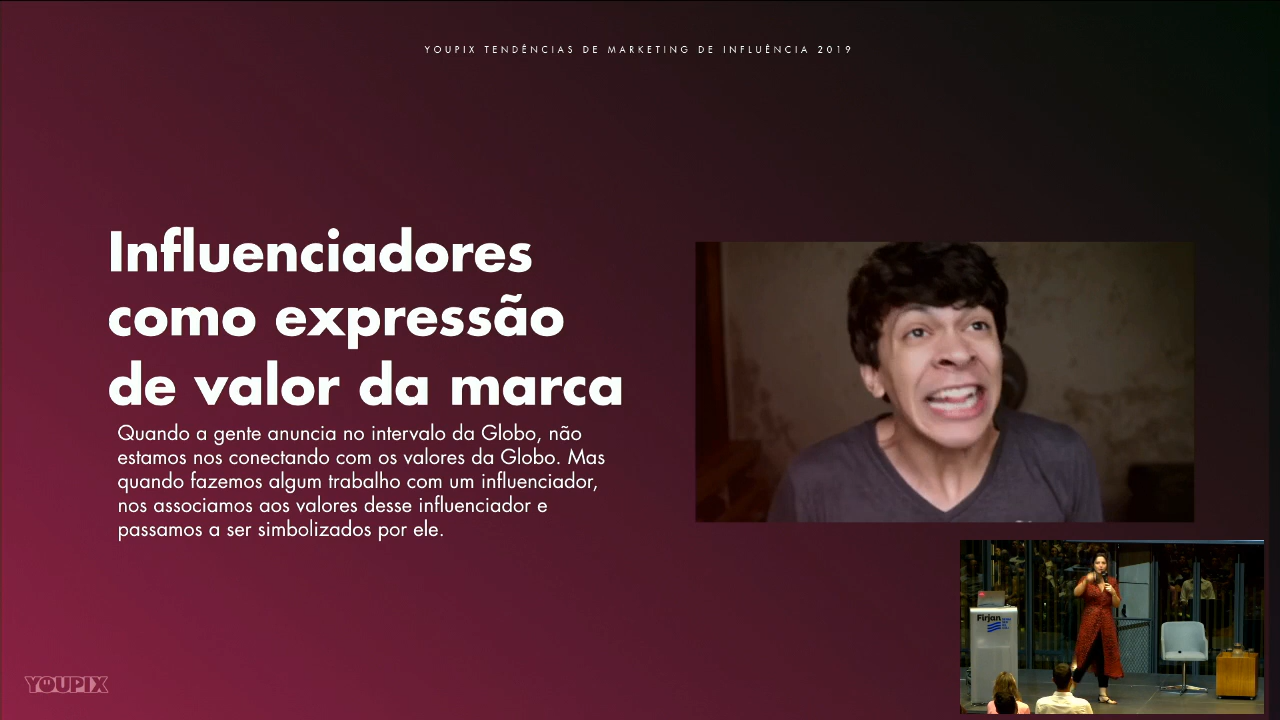 YOUPIX TENDÊNCIAS DE MARKETING DE INFLUÊNCIA 2019
Influenciadores
como expressão
de valor da marca
Quando a gente anuncia no intervalo da Globo, não
estamos nos conectando com os valores da Globo. Mas
quando fazemos algum trabalho com um influenciador,
nos associamos aos valores desse influenciador e
passamos a ser simbolizados por ele.
Firjan
YOUPIX